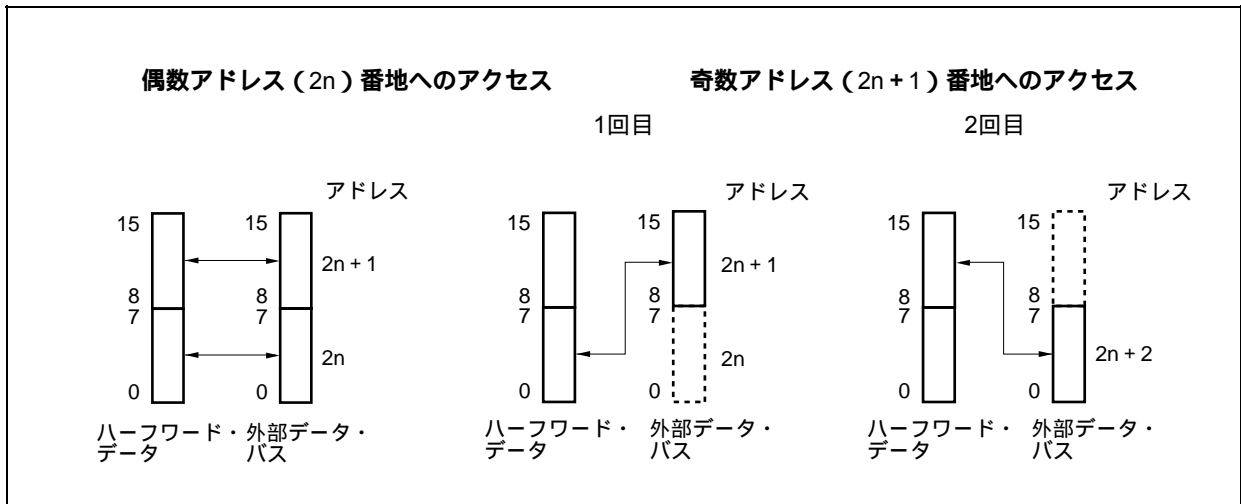 偶数アドレス（2n）番地へのアクセス
奇数アドレス（2n + 1）番地へのアクセス
1回目
2回目
アドレス
15
15
2n + 1
8
8
7
7
2n
0
0
ハーフワード・
データ
外部データ・
バス
アドレス
15
15
2n + 1
8
8
7
7
2n
0
0
ハーフワード・
データ
外部データ・
バス
アドレス
15
15
8
8
7
7
2n + 2
0
0
ハーフワード・
データ
外部データ・
バス